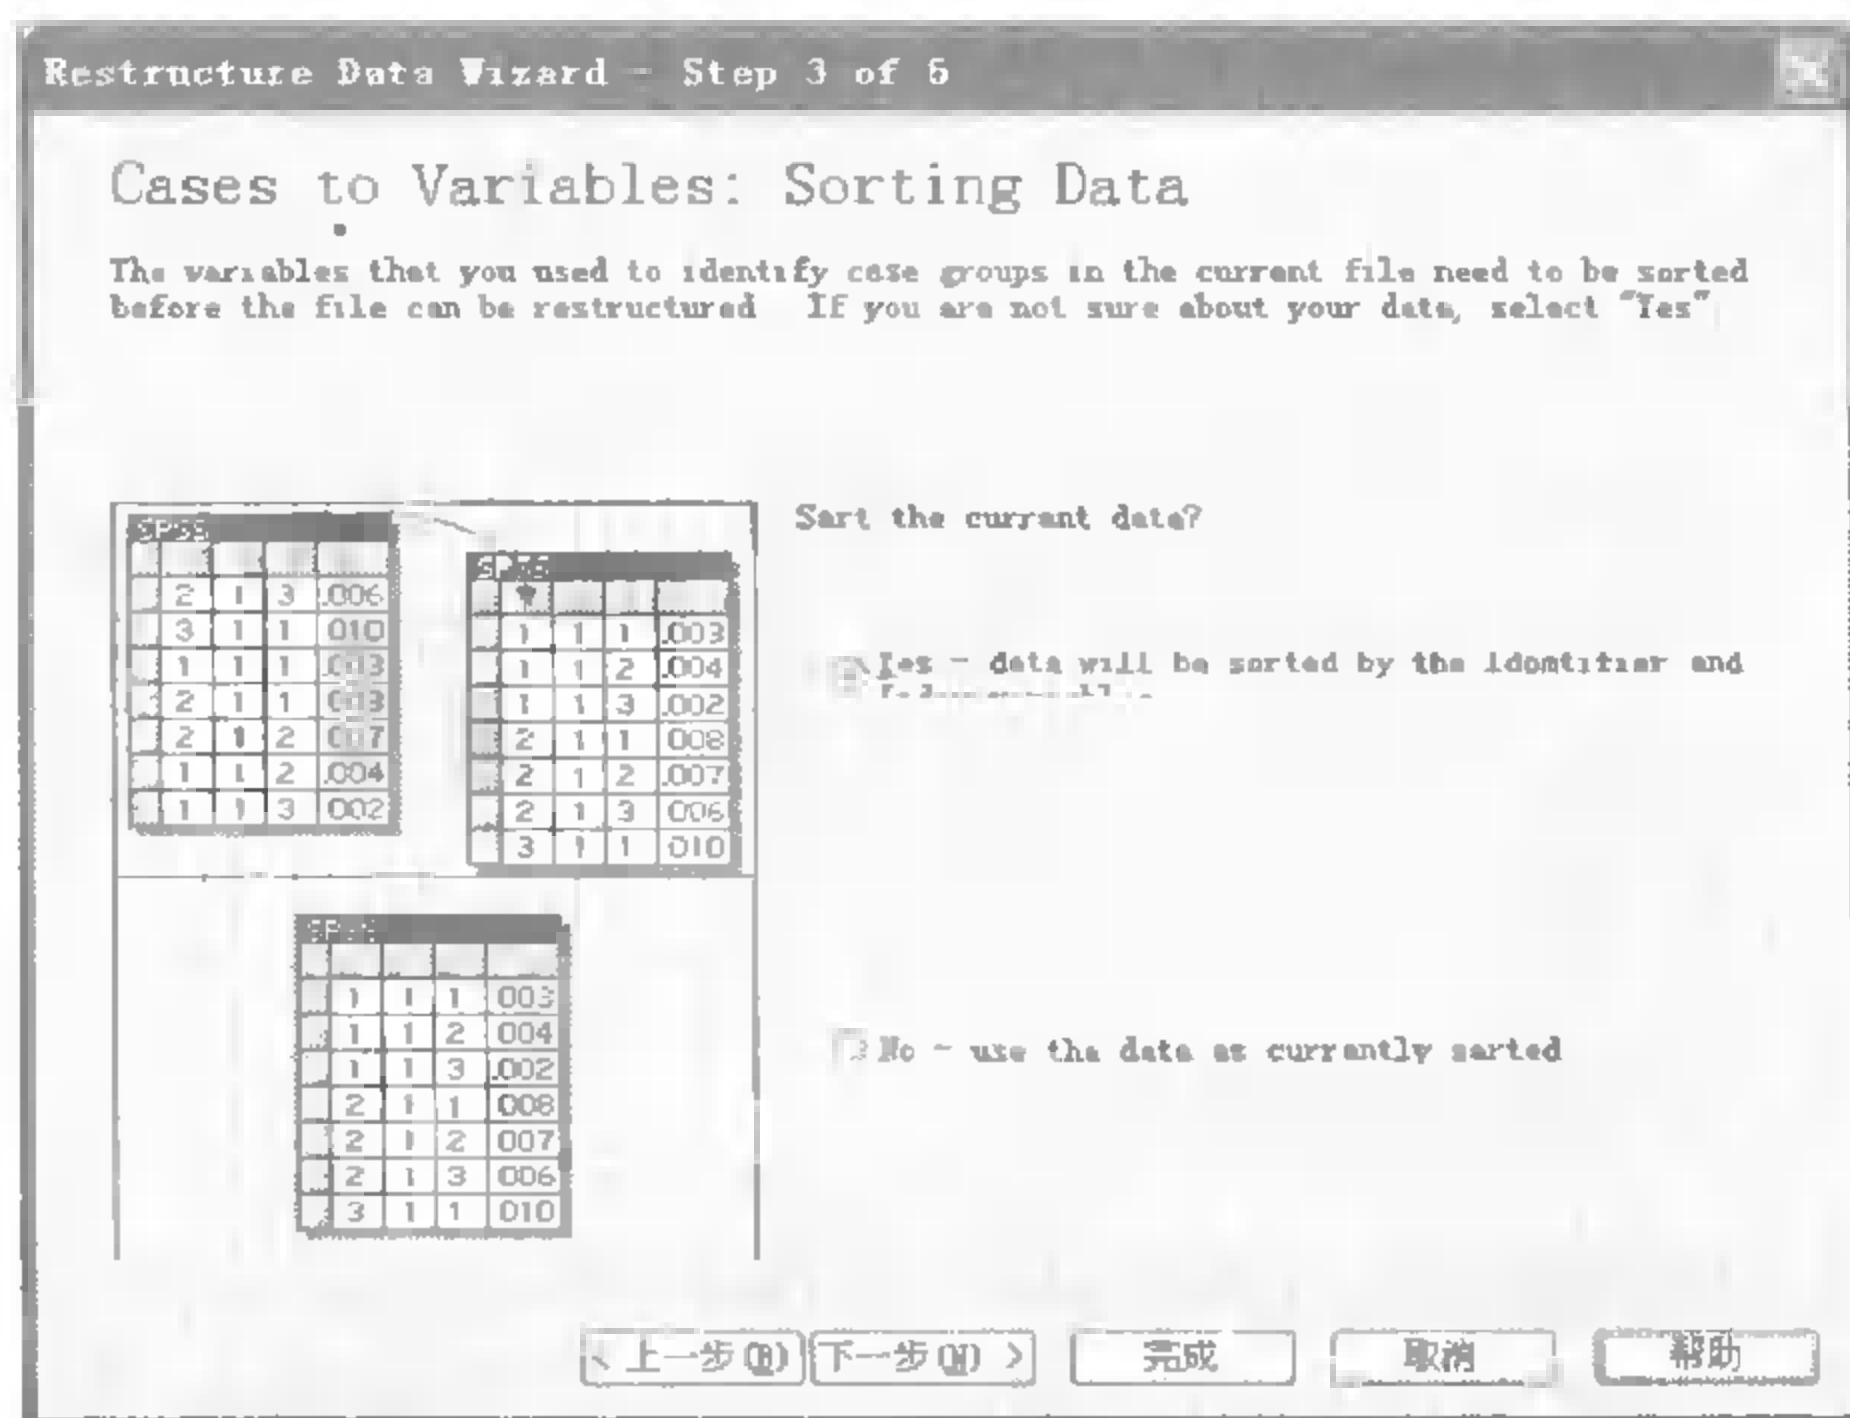 Restructure Data Wizard - Step 3 of 5
Cases to Variables: Sorting Data
The variables that you used to identify case groups in the current file need to be sorted
before the file can be restructured If you are not sure about your data, select "Yes"
Sort the current data?
SPSS
2 1 3 .006
3 1 1 010
1 1 1 .003
2 1 1
2 1 2 007
1 1 2 .004
1 1 3 002
SPSS
1 1 1 .003
1 1 2 .004
1 1 3 .002
2 1 1 008
2 1 2 .007
2 1 3 006
3 1 1 010
Yes - data will be sorted by the Identifier and
SPSS
1 1 1 003
1 1 2 004
1 1 3 .002
2 1 1 008
2 1 2 007
2 1 3 006
3 1 1 010
No - use the data as currently sorted
< 上一步(B) 下一步(N) > 完成 取消 帮助